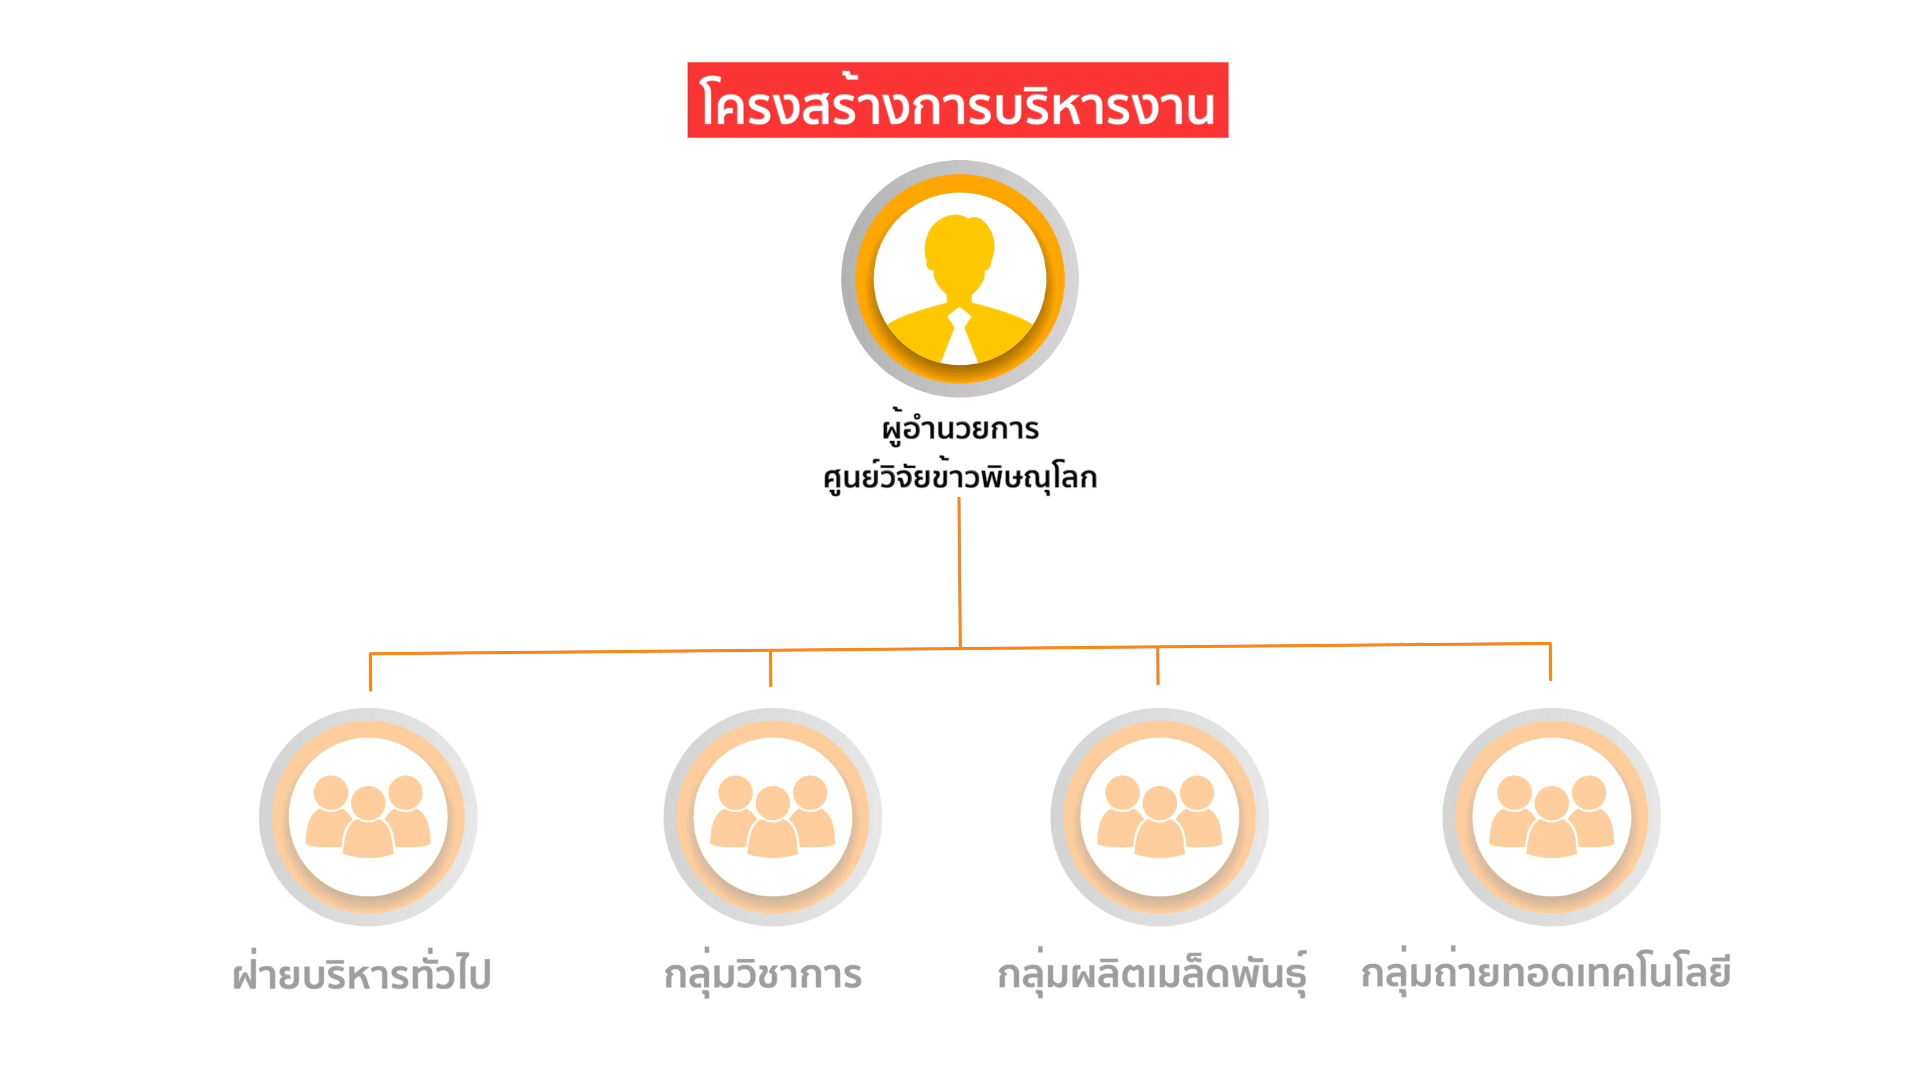 โครงสร้างการบริหารงาน
ผู้อำนวยการ
ศูนย์วิจัยข้าวพิษณุโลก
ฝ่ายบริหารทั่วไป
กลุ่มวิชาการ
กลุ่มผลิตเมล็ดพันธุ์
กลุ่มถ่ายทอดเทคโนโลยี